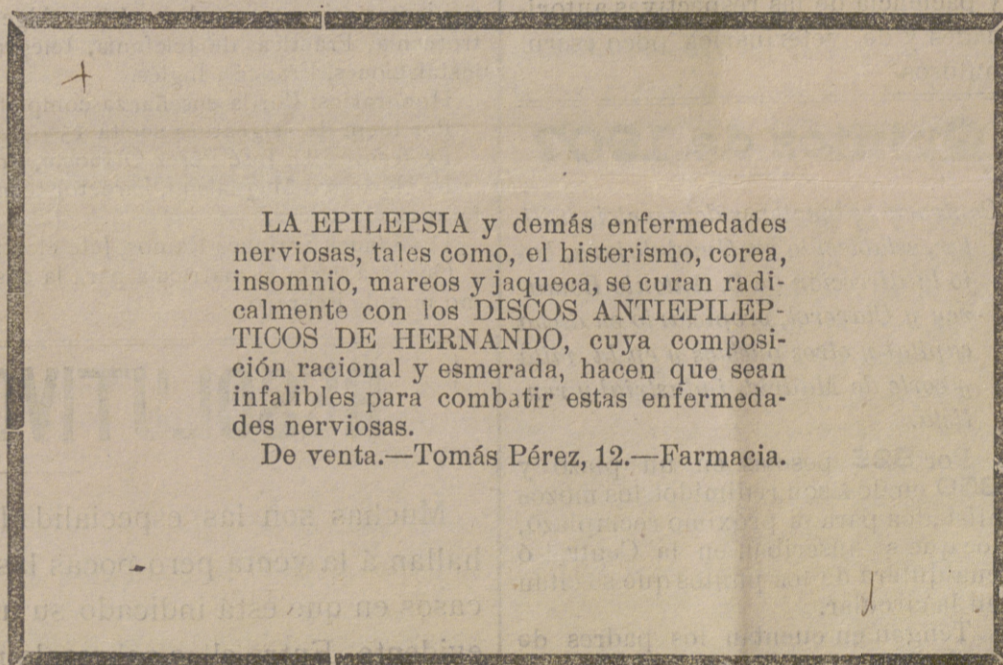 LA EPILEPSIA y demás enfermedades
nerviosas, tales como, el histerismo, corea,
insomnio, mareos y jaqueca, se curan radi-
calmente con los DISCOS ANTIEPILEP-
TICOS DE HERNANDO, cuya composi-
ción racional y esmerada, hacen que sean
infalibles para combatir estas enfermeda-
des nerviosas.
De venta.—Tomás Pérez, 12.—Farmacia.